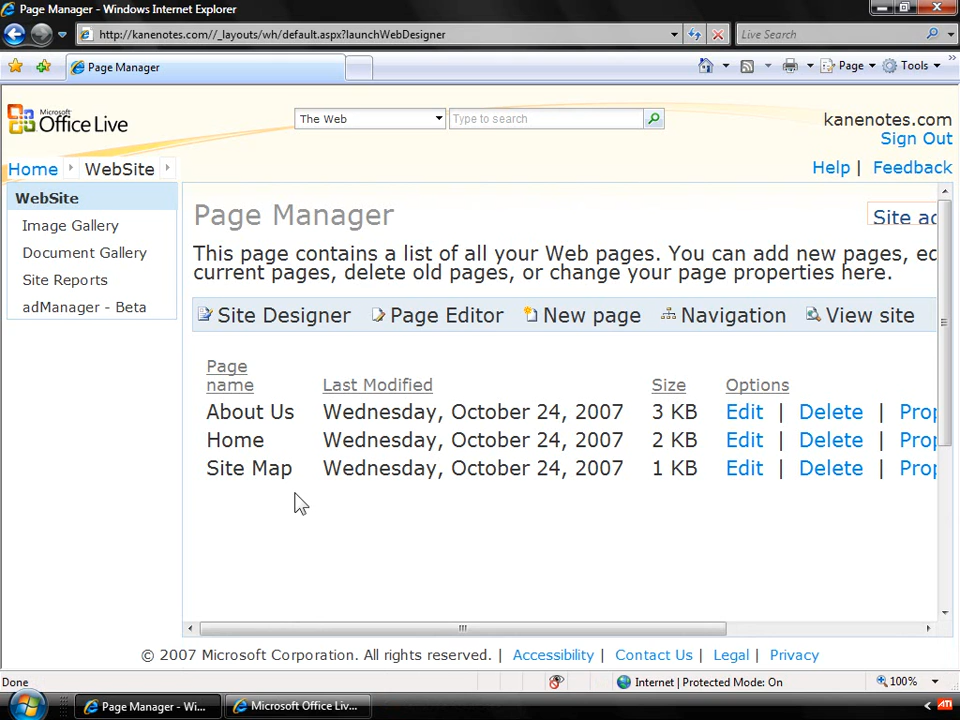 Page Manager - Windows Internet Explorer
http://kanenotes.com//_layouts/wh/default.aspx?launchWebDesigner
Live Search
Page Manager
Page
Tools
Microsoft
Office Live
The Web
Type to search
kanenotes.com
Sign Out
Home
WebSite
Help |
Feedback
WebSite
Image Gallery
Document Gallery
Site Reports
adManager - Beta
Page Manager
Site ad
This page contains a list of all your Web pages. You can add new pages, ed
current pages, delete old pages, or change your page properties here.
Site Designer
Page Editor
New page
Navigation
View site
Page name
Last Modified
Size
Options
About Us Wednesday, October 24, 2007 3 KB Edit | Delete | Prop
Home Wednesday, October 24, 2007 2 KB Edit | Delete | Prop
Site Map Wednesday, October 24, 2007 1 KB Edit | Delete | Prop
© 2007 Microsoft Corporation. All rights reserved. | Accessibility | Contact Us | Legal | Privacy
Done
Internet | Protected Mode: On
100%
Page Manager - Wi...
Microsoft Office Liv...
ATI